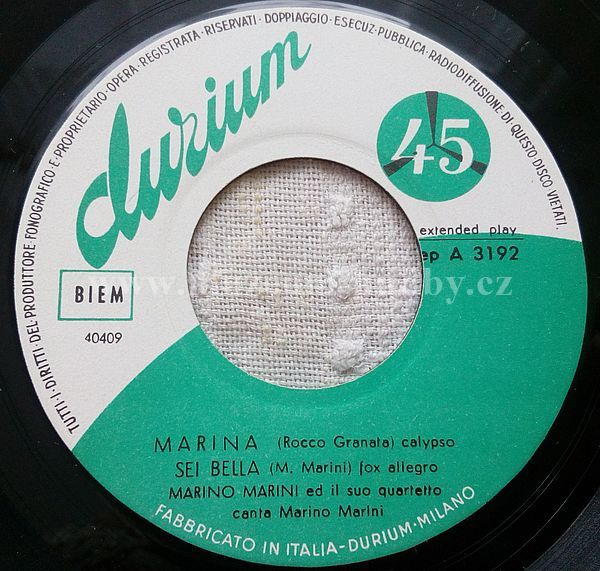 TUTTI·I·DIRITTI·DEL·PRODUTTORE·FONOGRAFICO·E·PROPRIETARIO·OPERA·REGISTRATA·RISERVATI·DOPPIAGGIO·ESECUZ·PUBBLICA·RADIODIFFUSIONE·DI·QUESTO·DISCO·VIETATI.
durium
45
extended play
ep A 3192
BIEM
40409
MARINA (Rocco Granata) calypso
SEI BELLA (M. Marini) fox allegro
MARINO MARINI ed il suo quartetto
canta Marino Marini
FABBRICATO IN ITALIA-DURIUM-MILANO